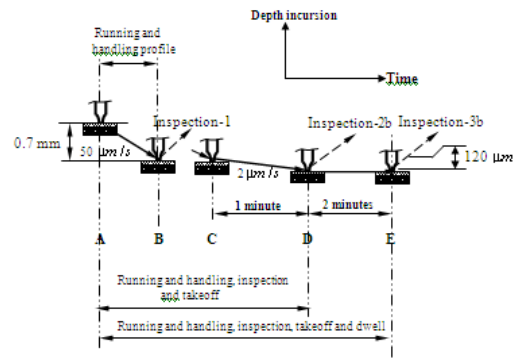 Depth incursion
Running and
handling profile
Time
Inspection-1
Inspection-2b
Inspection-3b
0.7 mm
50 μm/s
2 μm/s
120 μm
1 minute
2 minutes
A
B
C
D
E
Running and handling, inspection
and takeoff
Running and handling, inspection, takeoff and dwell